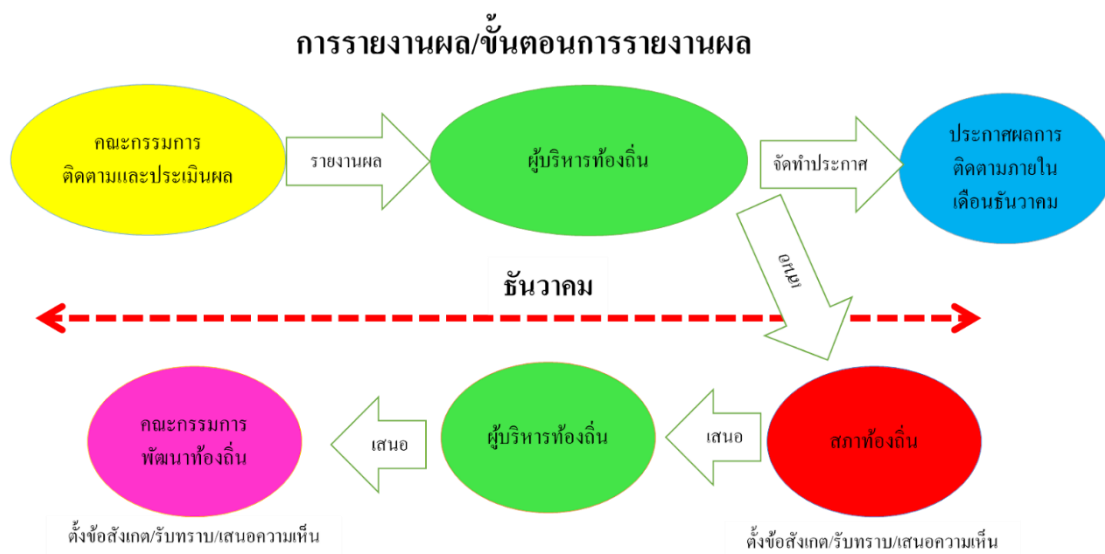 การรายงานผล/ขั้นตอนการรายงานผล
คณะกรรมการ
ติดตามและประเมินผล
รายงานผล
ผู้บริหารท้องถิ่น
จัดทำประกาศ
ประกาศผลการ
ติดตามภายใน
เดือนธันวาคม
เสนอ
ธันวาคม
คณะกรรมการ
พัฒนาท้องถิ่น
เสนอ
ผู้บริหารท้องถิ่น
เสนอ
สภาท้องถิ่น
ตั้งข้อสังเกต/รับทราบ/เสนอความเห็น
ตั้งข้อสังเกต/รับทราบ/เสนอความเห็น